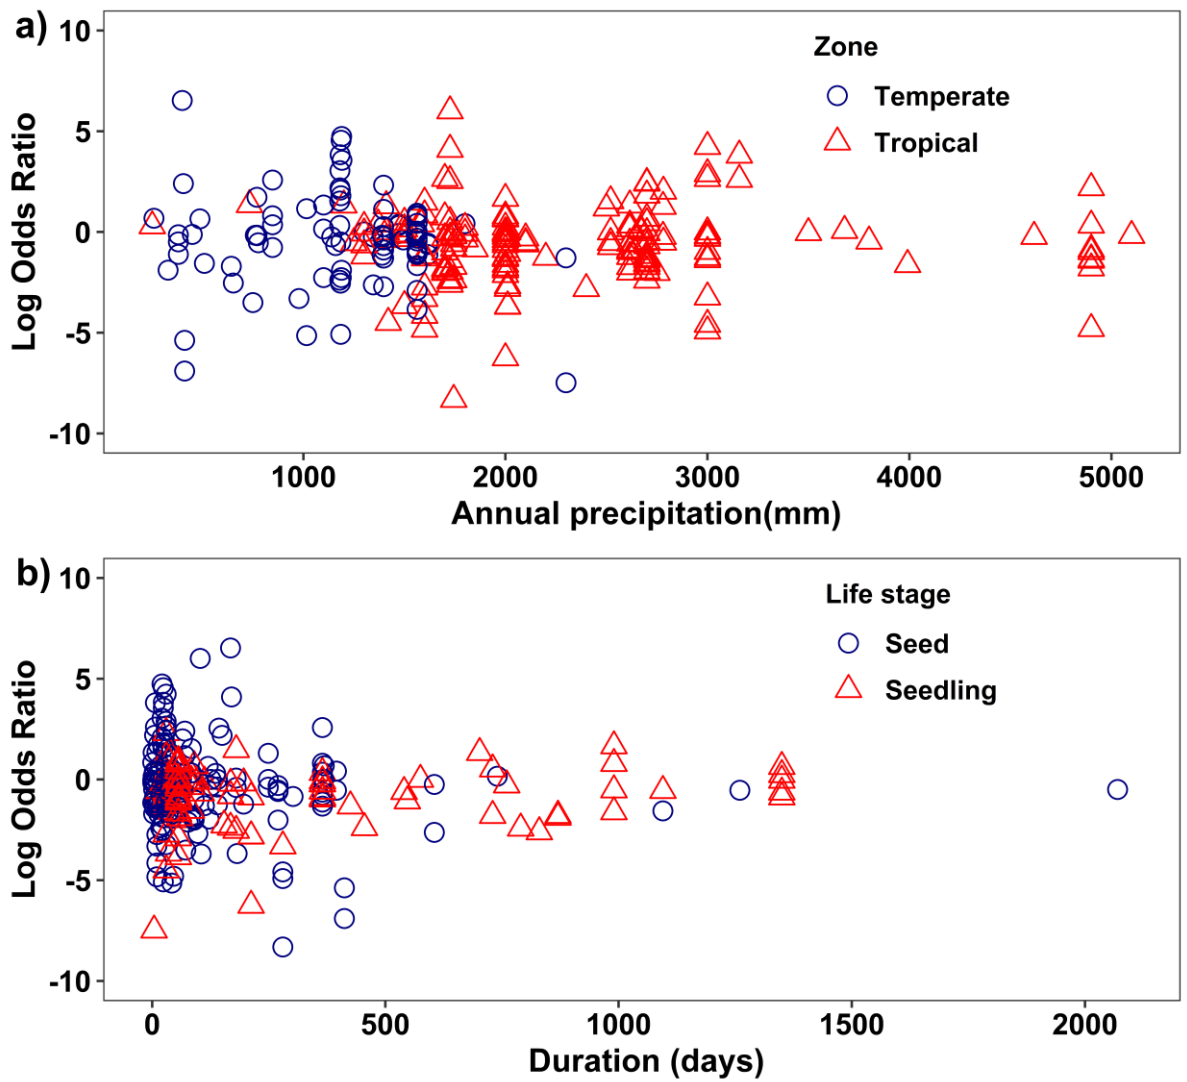 a)
10
5
0
-5
-10
Log Odds Ratio
Zone
Temperate
Tropical
1000 2000 3000 4000 5000
Annual precipitation(mm)
b)
10
5
0
-5
-10
Log Odds Ratio
Life stage
Seed
Seedling
0 500 1000 1500 2000
Duration (days)